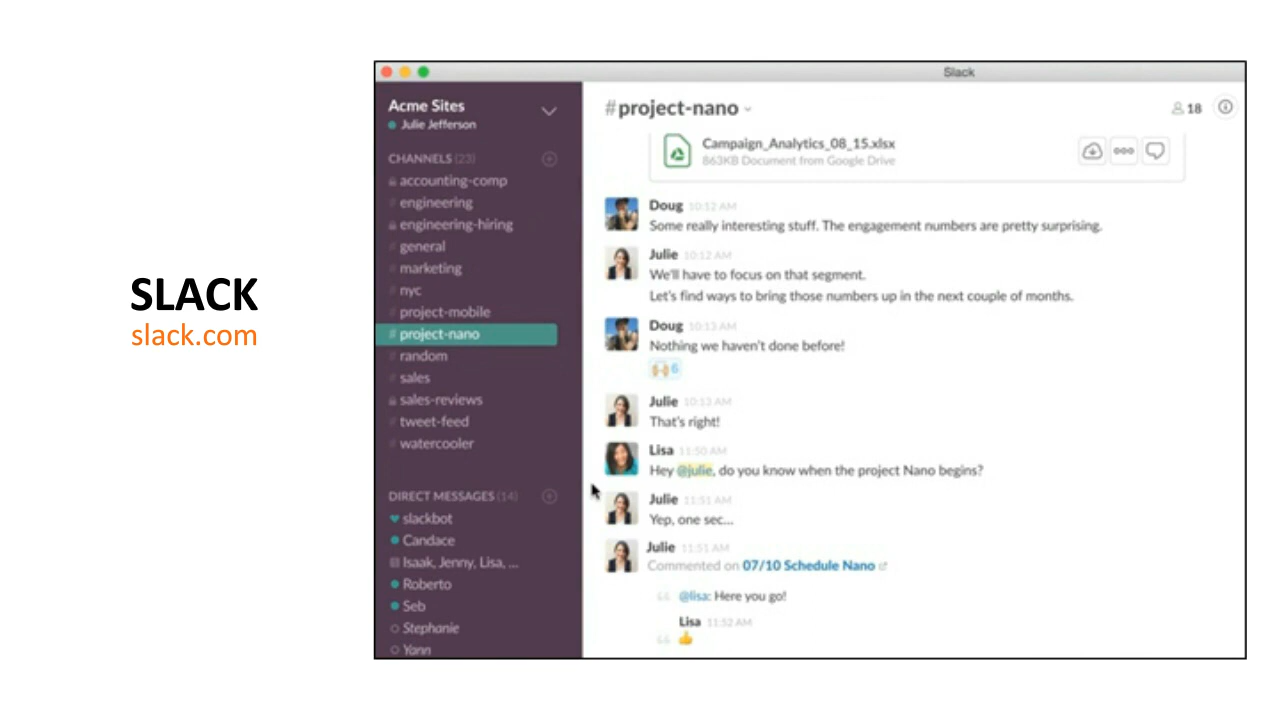 SLACK
slack.com
Slack
Acme Sites
Julie Jefferson
CHANNELS (23)
accounting-comp
# engineering
engineering-hiring
# general
# marketing
# nyc
# project-mobile
# project-nano
# random
# sales
sales-reviews
# tweet-feed
# watercooler
DIRECT MESSAGES (14)
slackbot
Candace
Isaak, Jenny, Lisa, ...
Roberto
Seb
Stephanie
Yann
#project-nano
18
Campaign_Analytics_08_15.xlsx
863KB Document from Google Drive
Doug 10:12 AM
Some really interesting stuff. The engagement numbers are pretty surprising.
Julie 10:12 AM
We'll have to focus on that segment.
Let's find ways to bring those numbers up in the next couple of months.
Doug 10:13 AM
Nothing we haven't done before!
6
Julie 10:13 AM
That's right!
Lisa 11:50 AM
Hey @julie, do you know when the project Nano begins?
Julie 11:51 AM
Yep, one sec...
Julie 11:51 AM
Commented on 07/10 Schedule Nano
@lisa: Here you go!
Lisa 11:52 AM